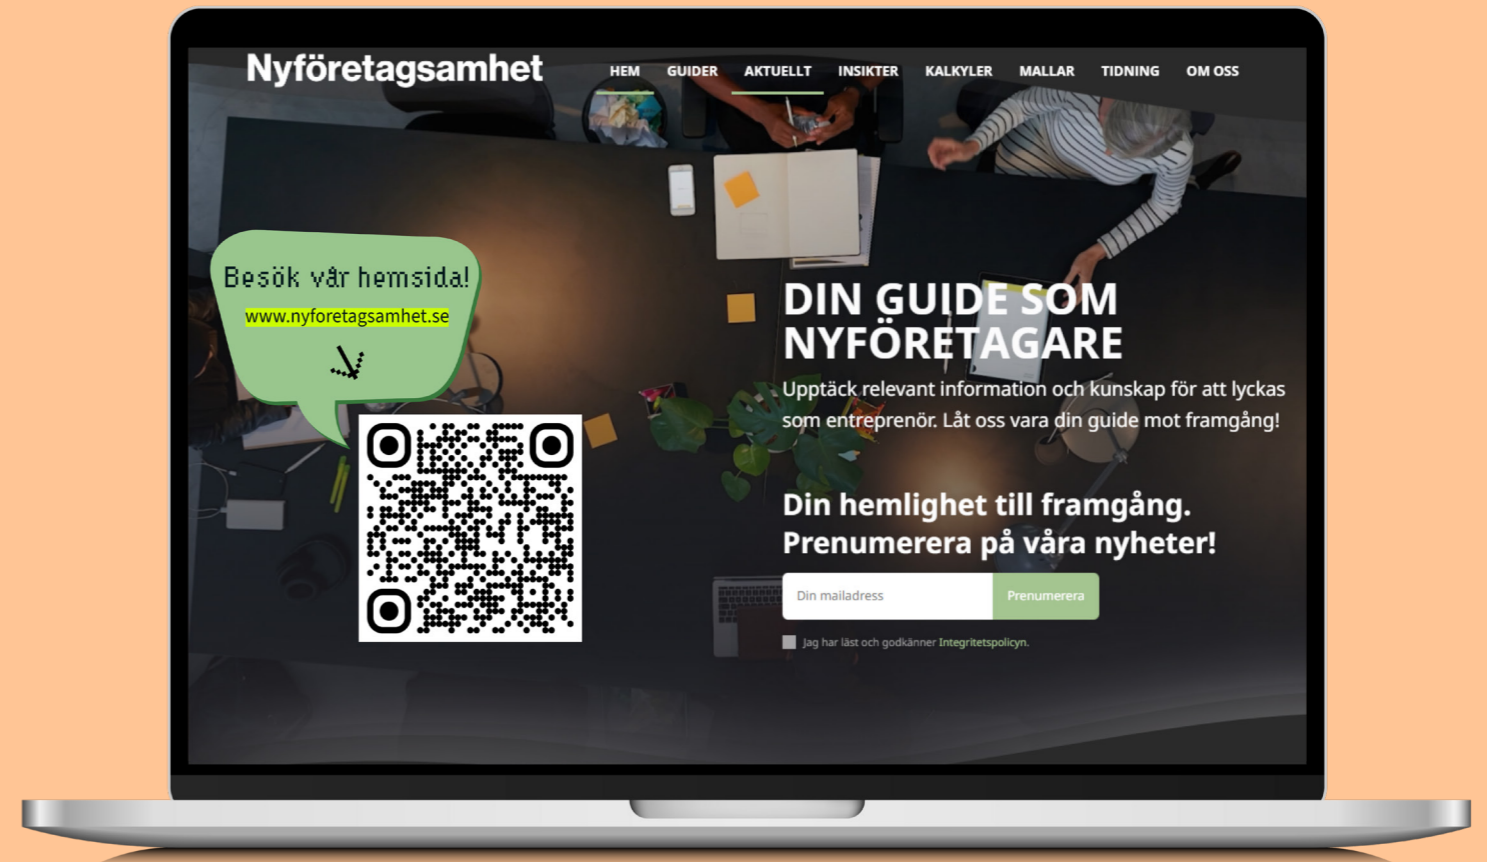 Nyföretagsamhet
HEM GUIDER AKTUELLT INSIKTER KALKYLER MALLAR TIDNING OM OSS
Besök vår hemsida!
www.nyforetagsamhet.se
DIN GUIDE SOM
NYFÖRETAGARE
Upptäck relevant information och kunskap för att lyckas
som entreprenör. Låt oss vara din guide mot framgång!
Din hemlighet till framgång.
Prenumerera på våra nyheter!
Din mailadress Prenumerera
Jag har läst och godkänner Integritetspolicyn.